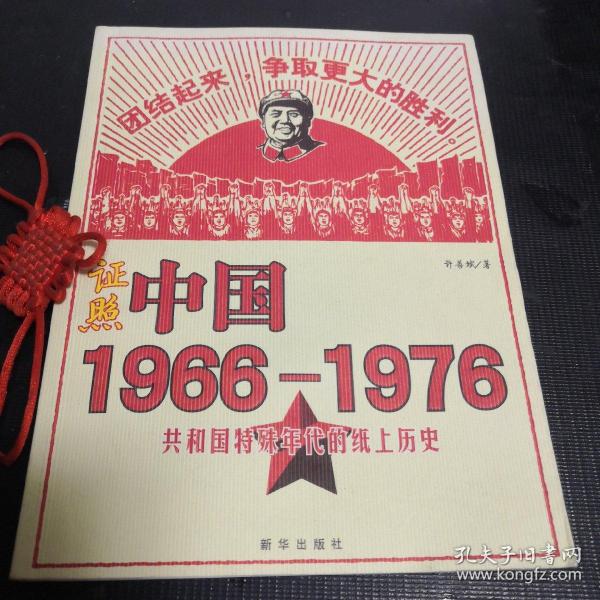 团结起来，争取更大的胜利。
许善斌/著
证照
中国
1966-1976
共和国特殊年代的纸上历史
新华出版社
孔夫子旧书网
www.kongfz.com